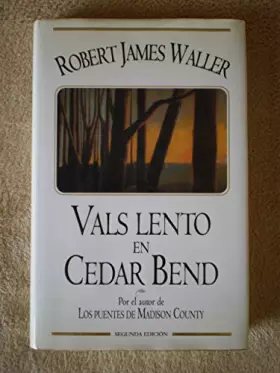 ROBERT JAMES WALLER
VALS LENTO
EN
CEDAR BEND
Por el autor de
LOS PUENTES DE MADISON COUNTY
SEGUNDA EDICIÓN